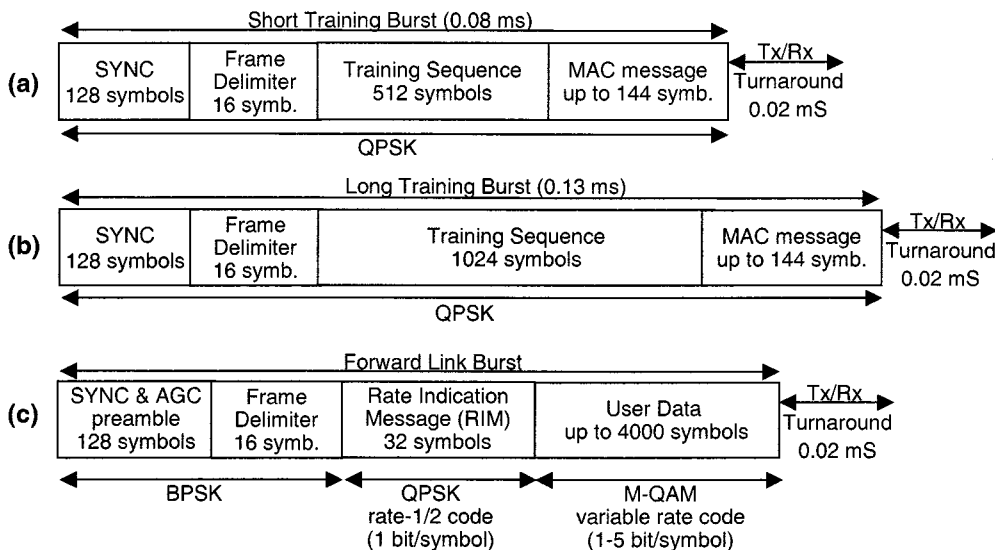 Short Training Burst (0.08 ms)
(a)
SYNC
128 symbols
Frame
Delimiter
16 symb.
Training Sequence
512 symbols
MAC message
up to 144 symb.
Tx/Rx
Turnaround
0.02 mS
QPSK
Long Training Burst (0.13 ms)
(b)
SYNC
128 symbols
Frame
Delimiter
16 symb.
Training Sequence
1024 symbols
MAC message
up to 144 symb.
Tx/Rx
Turnaround
0.02 mS
QPSK
Forward Link Burst
(c)
SYNC & AGC
preamble
128 symbols
Frame
Delimiter
16 symb.
Rate Indication
Message (RIM)
32 symbols
User Data
up to 4000 symbols
Tx/Rx
Turnaround
0.02 mS
BPSK
QPSK
rate-1/2 code
(1 bit/symbol)
M-QAM
variable rate code
(1-5 bit/symbol)